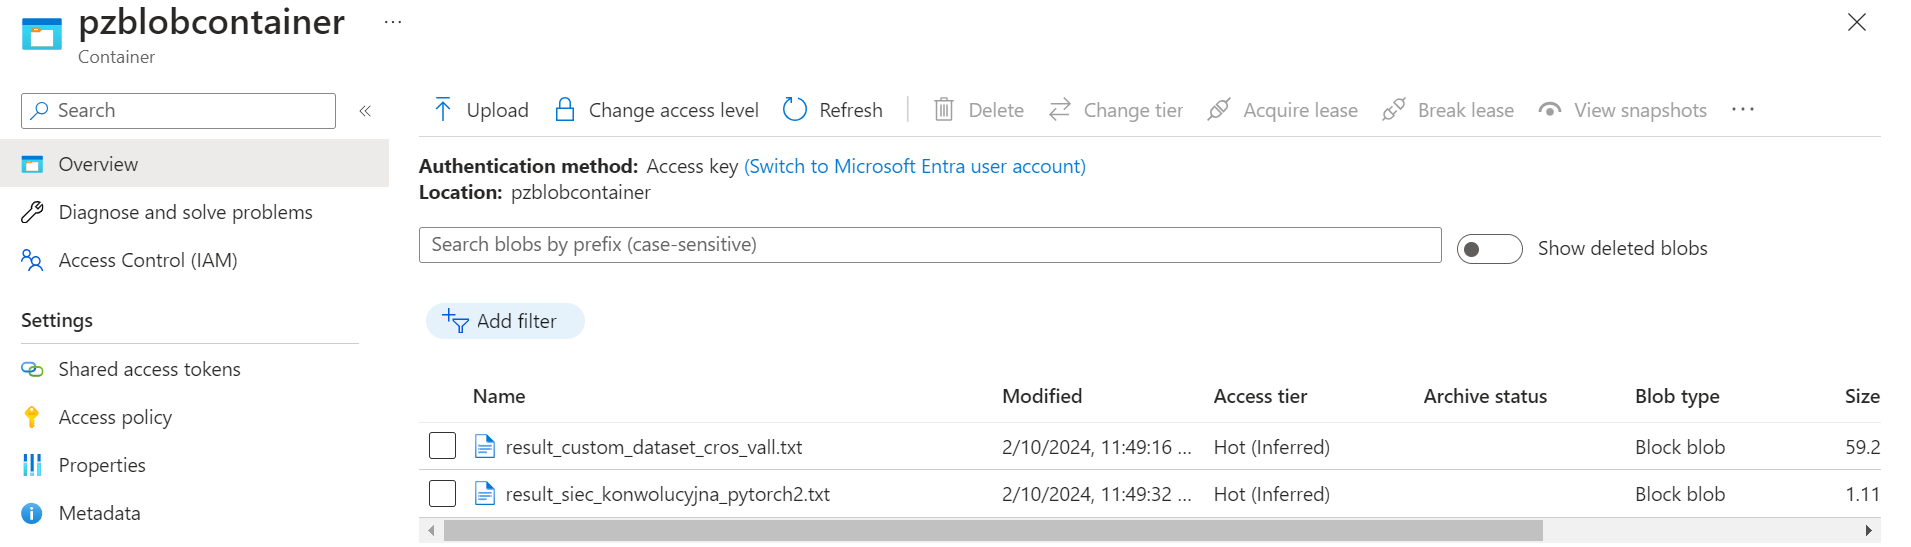 pzblobcontainer ...
Container
Search
Overview
Diagnose and solve problems
Access Control (IAM)
Settings
Shared access tokens
Access policy
Properties
Metadata
Upload Change access level Refresh Delete Change tier Acquire lease Break lease View snapshots ...
Authentication method: Access key (Switch to Microsoft Entra user account)
Location: pzblobcontainer
Search blobs by prefix (case-sensitive) Show deleted blobs
Add filter
Name Modified Access tier Archive status Blob type Size
result_custom_dataset_cros_vall.txt 2/10/2024, 11:49:16 ... Hot (Inferred) Block blob 59.2
result_siec_konwolucyjna_pytorch2.txt 2/10/2024, 11:49:32 ... Hot (Inferred) Block blob 1.11